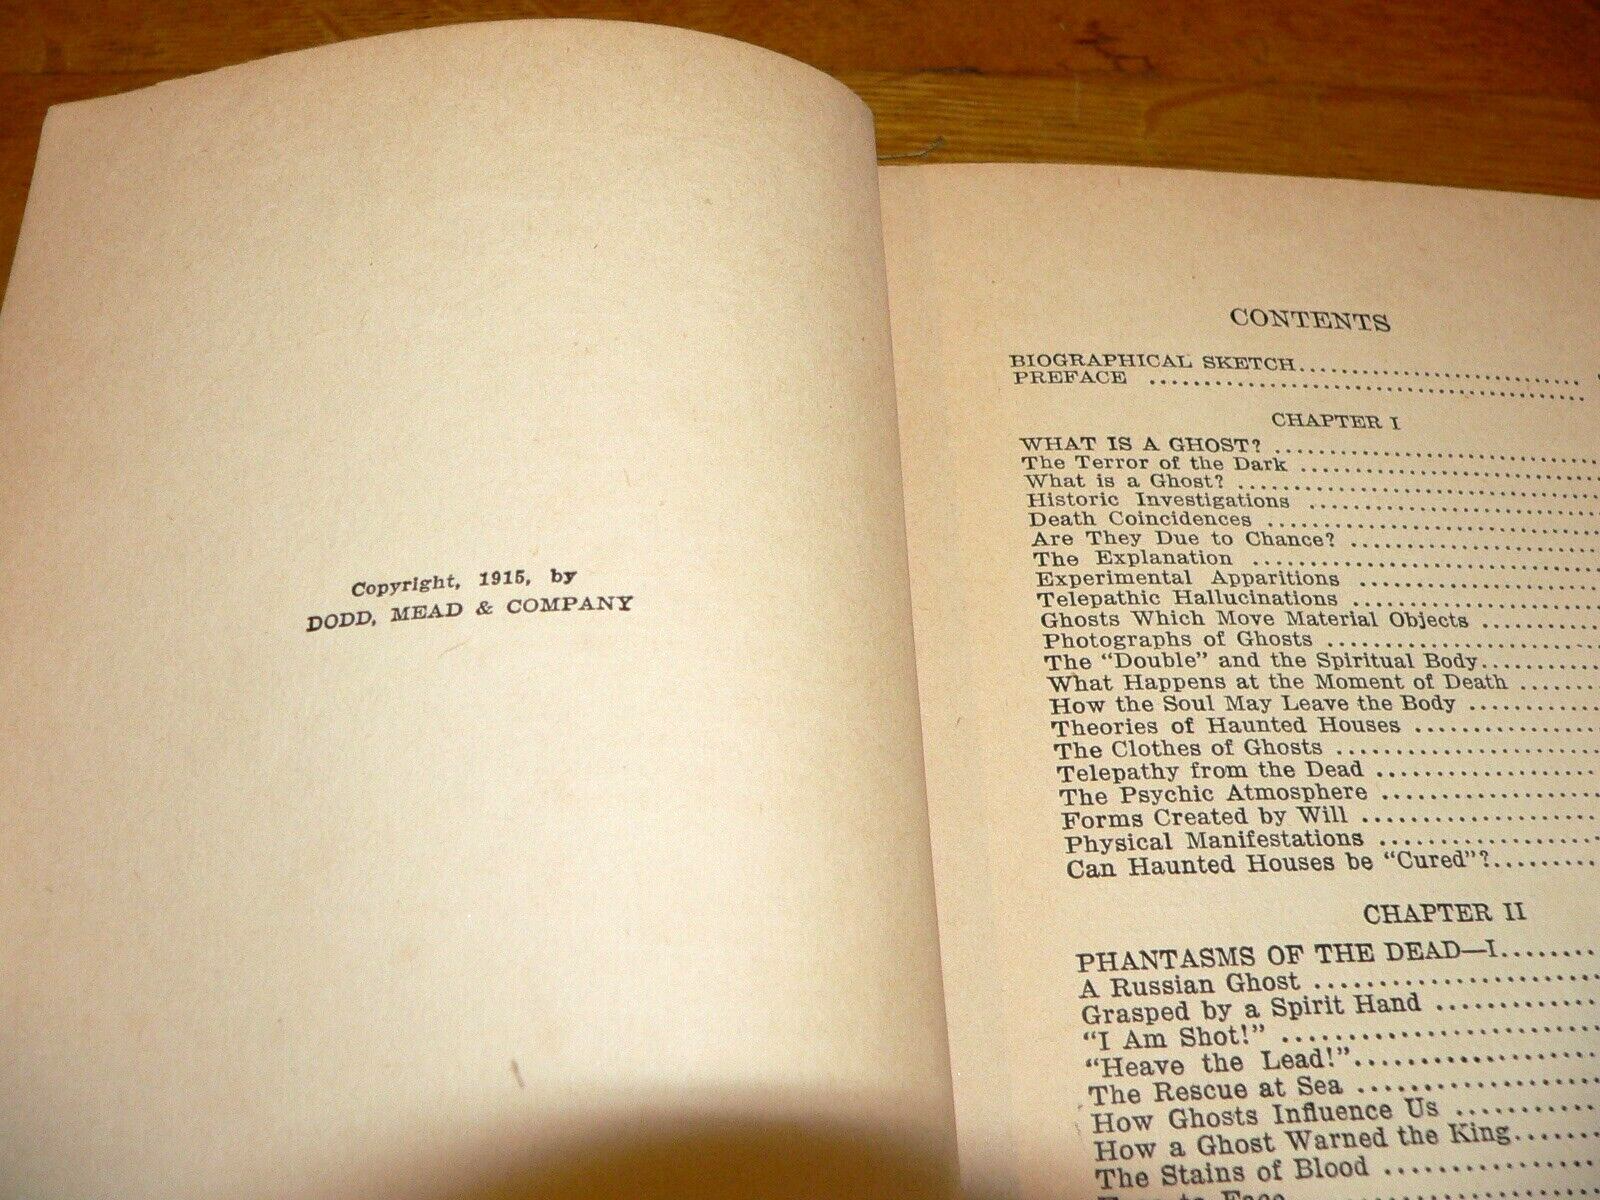 Copyright, 1915, by
DODD, MEAD & COMPANY
CONTENTS
BIOGRAPHICAL SKETCH..............................
PREFACE ..............................
CHAPTER I
WHAT IS A GHOST? ..............................
The Terror of the Dark ..............................
What is a Ghost? ..............................
Historic Investigations ..............................
Death Coincidences ..............................
Are They Due to Chance? ..............................
The Explanation ..............................
Experimental Apparitions ..............................
Telepathic Hallucinations ..............................
Ghosts Which Move Material Objects ..........
Photographs of Ghosts ..............................
The "Double" and the Spiritual Body..........
What Happens at the Moment of Death .......
How the Soul May Leave the Body ..........
Theories of Haunted Houses ...............
The Clothes of Ghosts ....................
Telepathy from the Dead ..................
The Psychic Atmosphere ..................
Forms Created by Will ....................
Physical Manifestations ...................
Can Haunted Houses be "Cured"?.........
CHAPTER II
PHANTASMS OF THE DEAD—I........
A Russian Ghost ......................
Grasped by a Spirit Hand ............
"I Am Shot!" .........................
"Heave the Lead!"...................
The Rescue at Sea ..................
How Ghosts Influence Us ...........
How a Ghost Warned the King......
The Stains of Blood ................
Face to Face